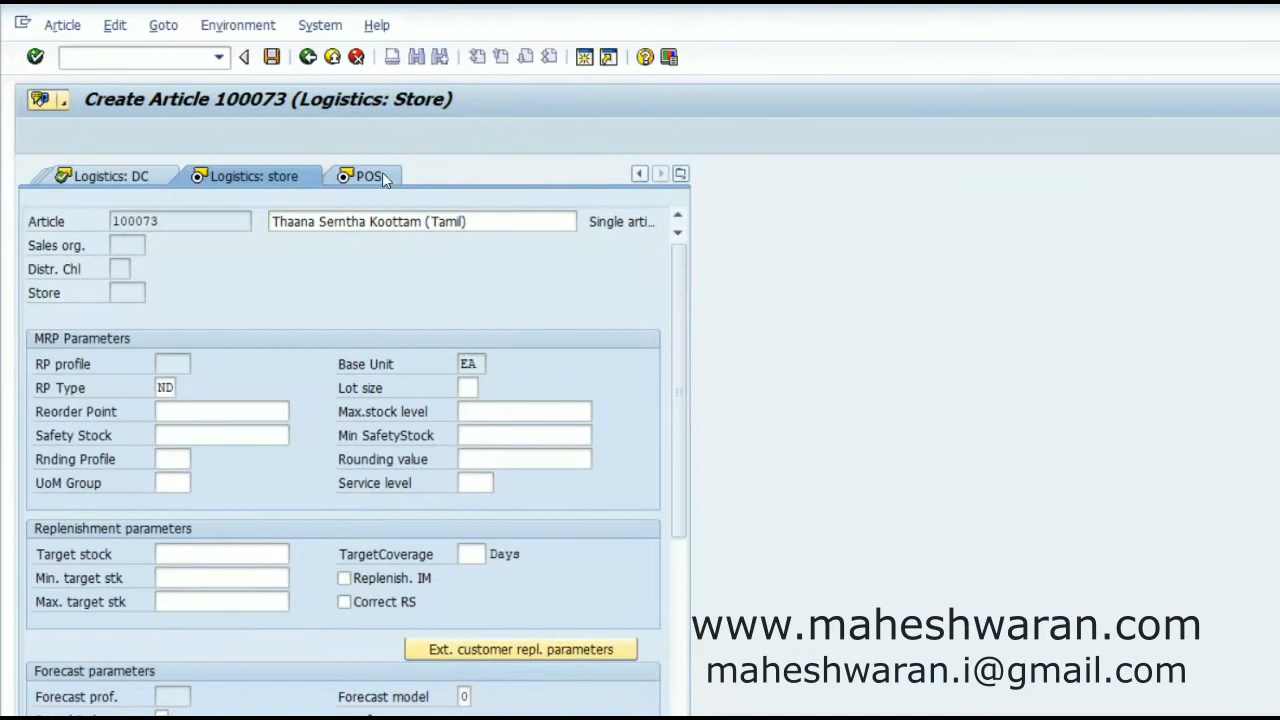 Article Edit Goto Environment System Help
Create Article 100073 (Logistics: Store)
Logistics: DC Logistics: store POS
Article 100073 Thaana Serntha Koottam (Tamil) Single arti...
Sales org.
Distr. Chl
Store
MRP Parameters
RP profile Base Unit EA
RP Type ND Lot size
Reorder Point Max.stock level
Safety Stock Min SafetyStock
Rnding Profile Rounding value
UoM Group Service level
Replenishment parameters
Target stock TargetCoverage Days
Min. target stk Replenish. IM
Max. target stk Correct RS
Ext. customer repl. parameters
Forecast parameters
Forecast prof. Forecast model 0
www.maheshwaran.com
maheshwaran.i@gmail.com